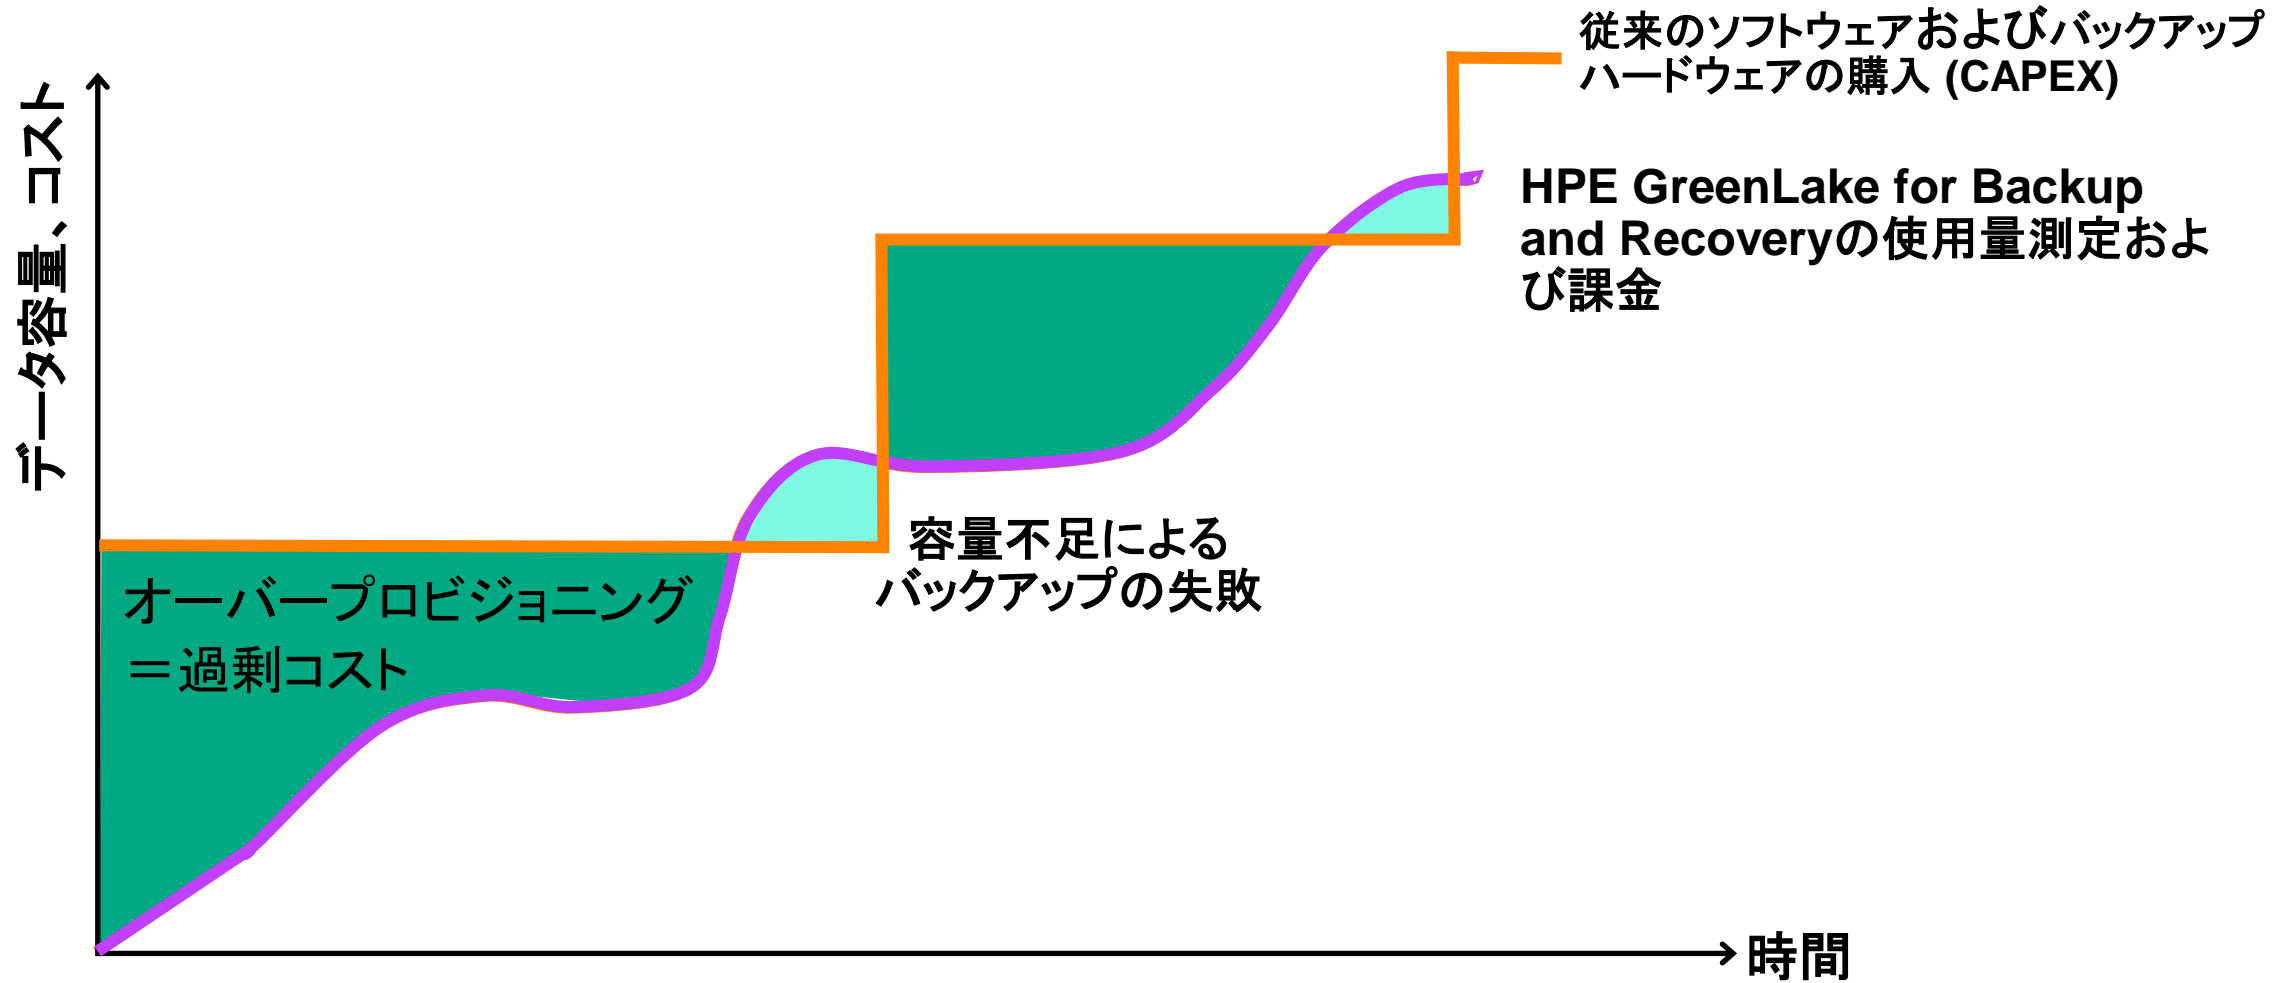 従来のソフトウェアおよびバックアップ
ハードウェアの購入 (CAPEX)
データ容量、コスト
HPE GreenLake for Backup
and Recoveryの使用量測定およ
び課金
容量不足による
バックアップの失敗
オーバープロビジョニング
＝過剰コスト
時間